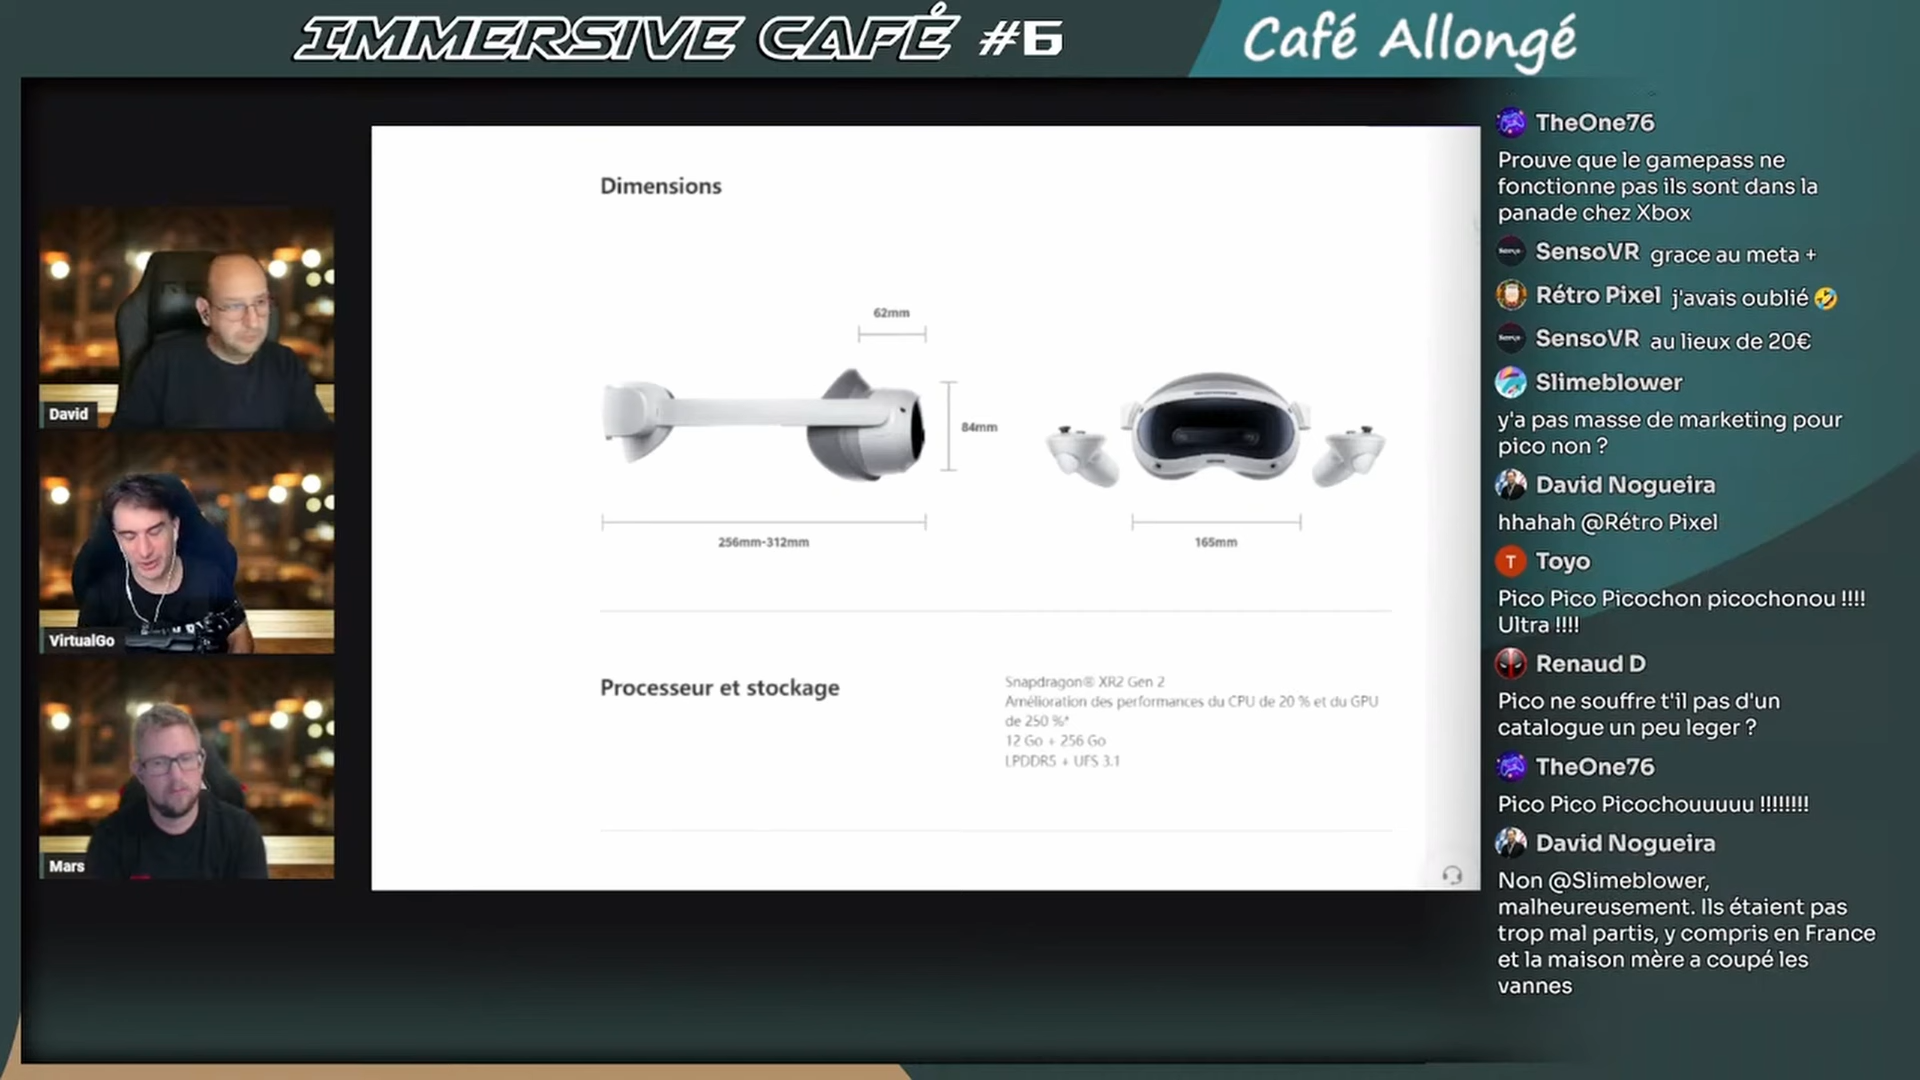 IMMERSIVE CAFÉ #6
Café Allongé
David
VirtualGo
Mars
Dimensions
62mm
84mm
256mm-312mm
165mm
Processeur et stockage
Snapdragon® XR2 Gen 2
Amélioration des performances du CPU de 20 % et du GPU
de 250 %*
12 Go + 256 Go
LPDDR5 + UFS 3.1
TheOne76
Prouve que le gamepass ne
fonctionne pas ils sont dans la
panade chez Xbox
SensoVR grace au meta +
Rétro Pixel j'avais oublié 🤣
SensoVR au lieux de 20€
Slimeblower
y'a pas masse de marketing pour
pico non ?
David Nogueira
hhahah @Rétro Pixel
T Toyo
Pico Pico Picochon picochonou !!!!
Ultra !!!!
Renaud D
Pico ne souffre t'il pas d'un
catalogue un peu leger ?
TheOne76
Pico Pico Picochouuuuu !!!!!!!!
David Nogueira
Non @Slimeblower,
malheureusement. Ils étaient pas
trop mal partis, y compris en France
et la maison mère a coupé les
vannes